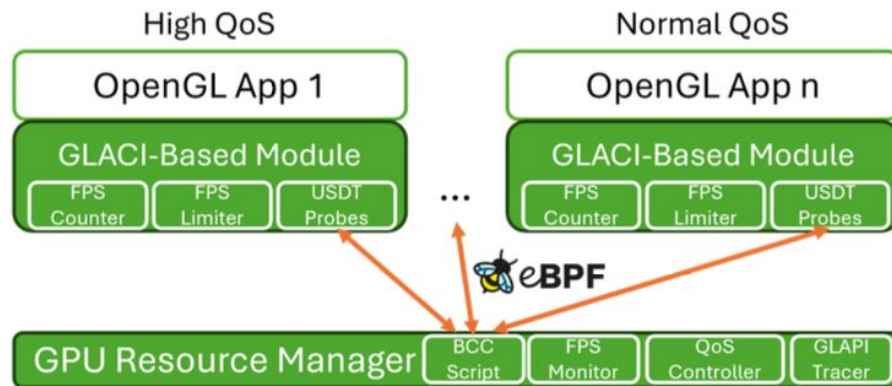 High QoS
Normal QoS
OpenGL App 1
OpenGL App n
GLACI-Based Module
GLACI-Based Module
FPS Counter
FPS Limiter
USDT Probes
...
FPS Counter
FPS Limiter
USDT Probes
eBPF
GPU Resource Manager
BCC Script
FPS Monitor
QoS Controller
GLAPI Tracer